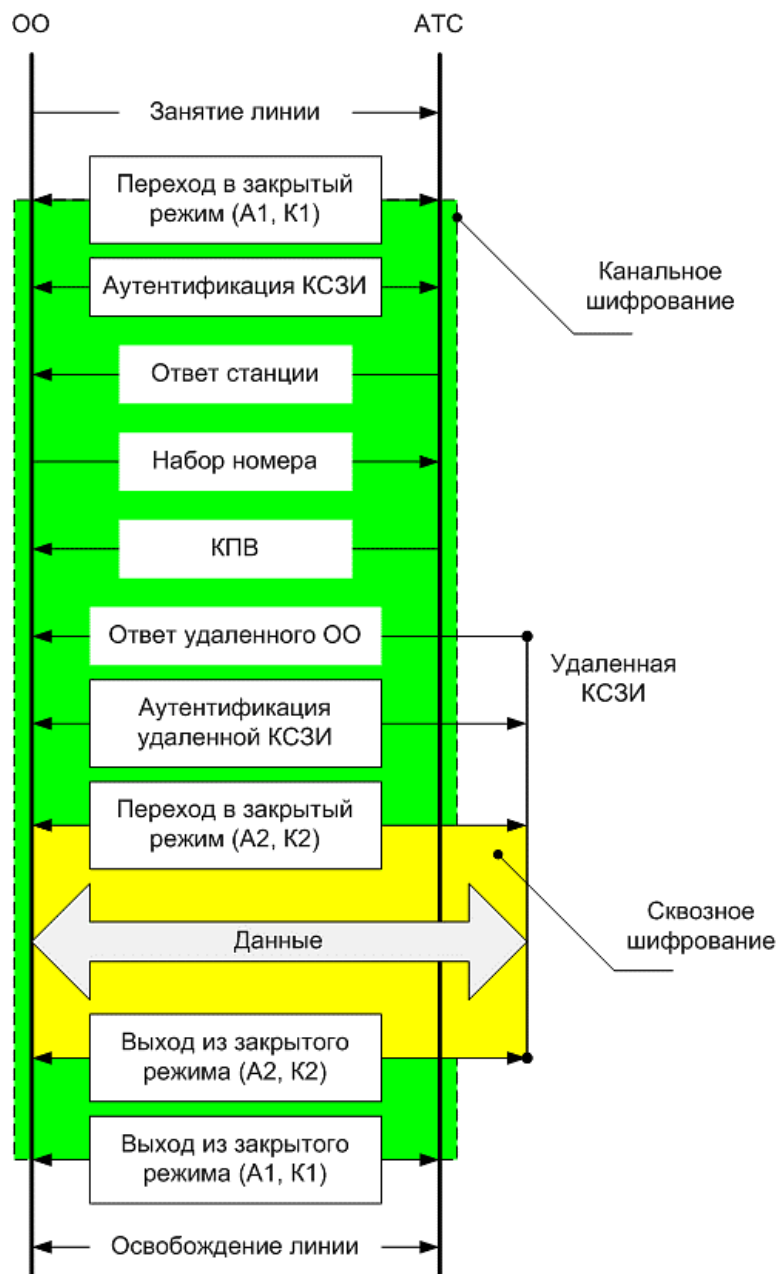 ОО
АТС
Занятие линии
Переход в закрытый
режим (А1, К1)
Канальное
шифрование
Аутентификация КСЗИ
Ответ станции
Набор номера
КПВ
Ответ удаленного ОО
Удаленная
КСЗИ
Аутентификация
удаленной КСЗИ
Переход в закрытый
режим (А2, К2)
Сквозное
шифрование
Данные
Выход из закрытого
режима (А2, К2)
Выход из закрытого
режима (А1, К1)
Освобождение линии